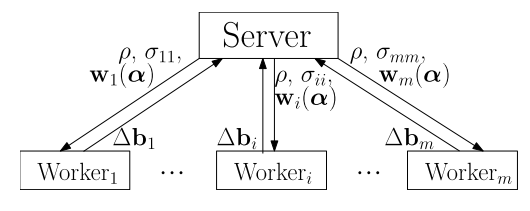 Server
ρ, σ₁₁,
w₁(α)
ρ, σᵢᵢ,
wᵢ(α)
ρ, σₘₘ,
wₘ(α)
Δb₁
Δbᵢ
Δbₘ
Worker₁ ... Workerᵢ ... Workerₘ